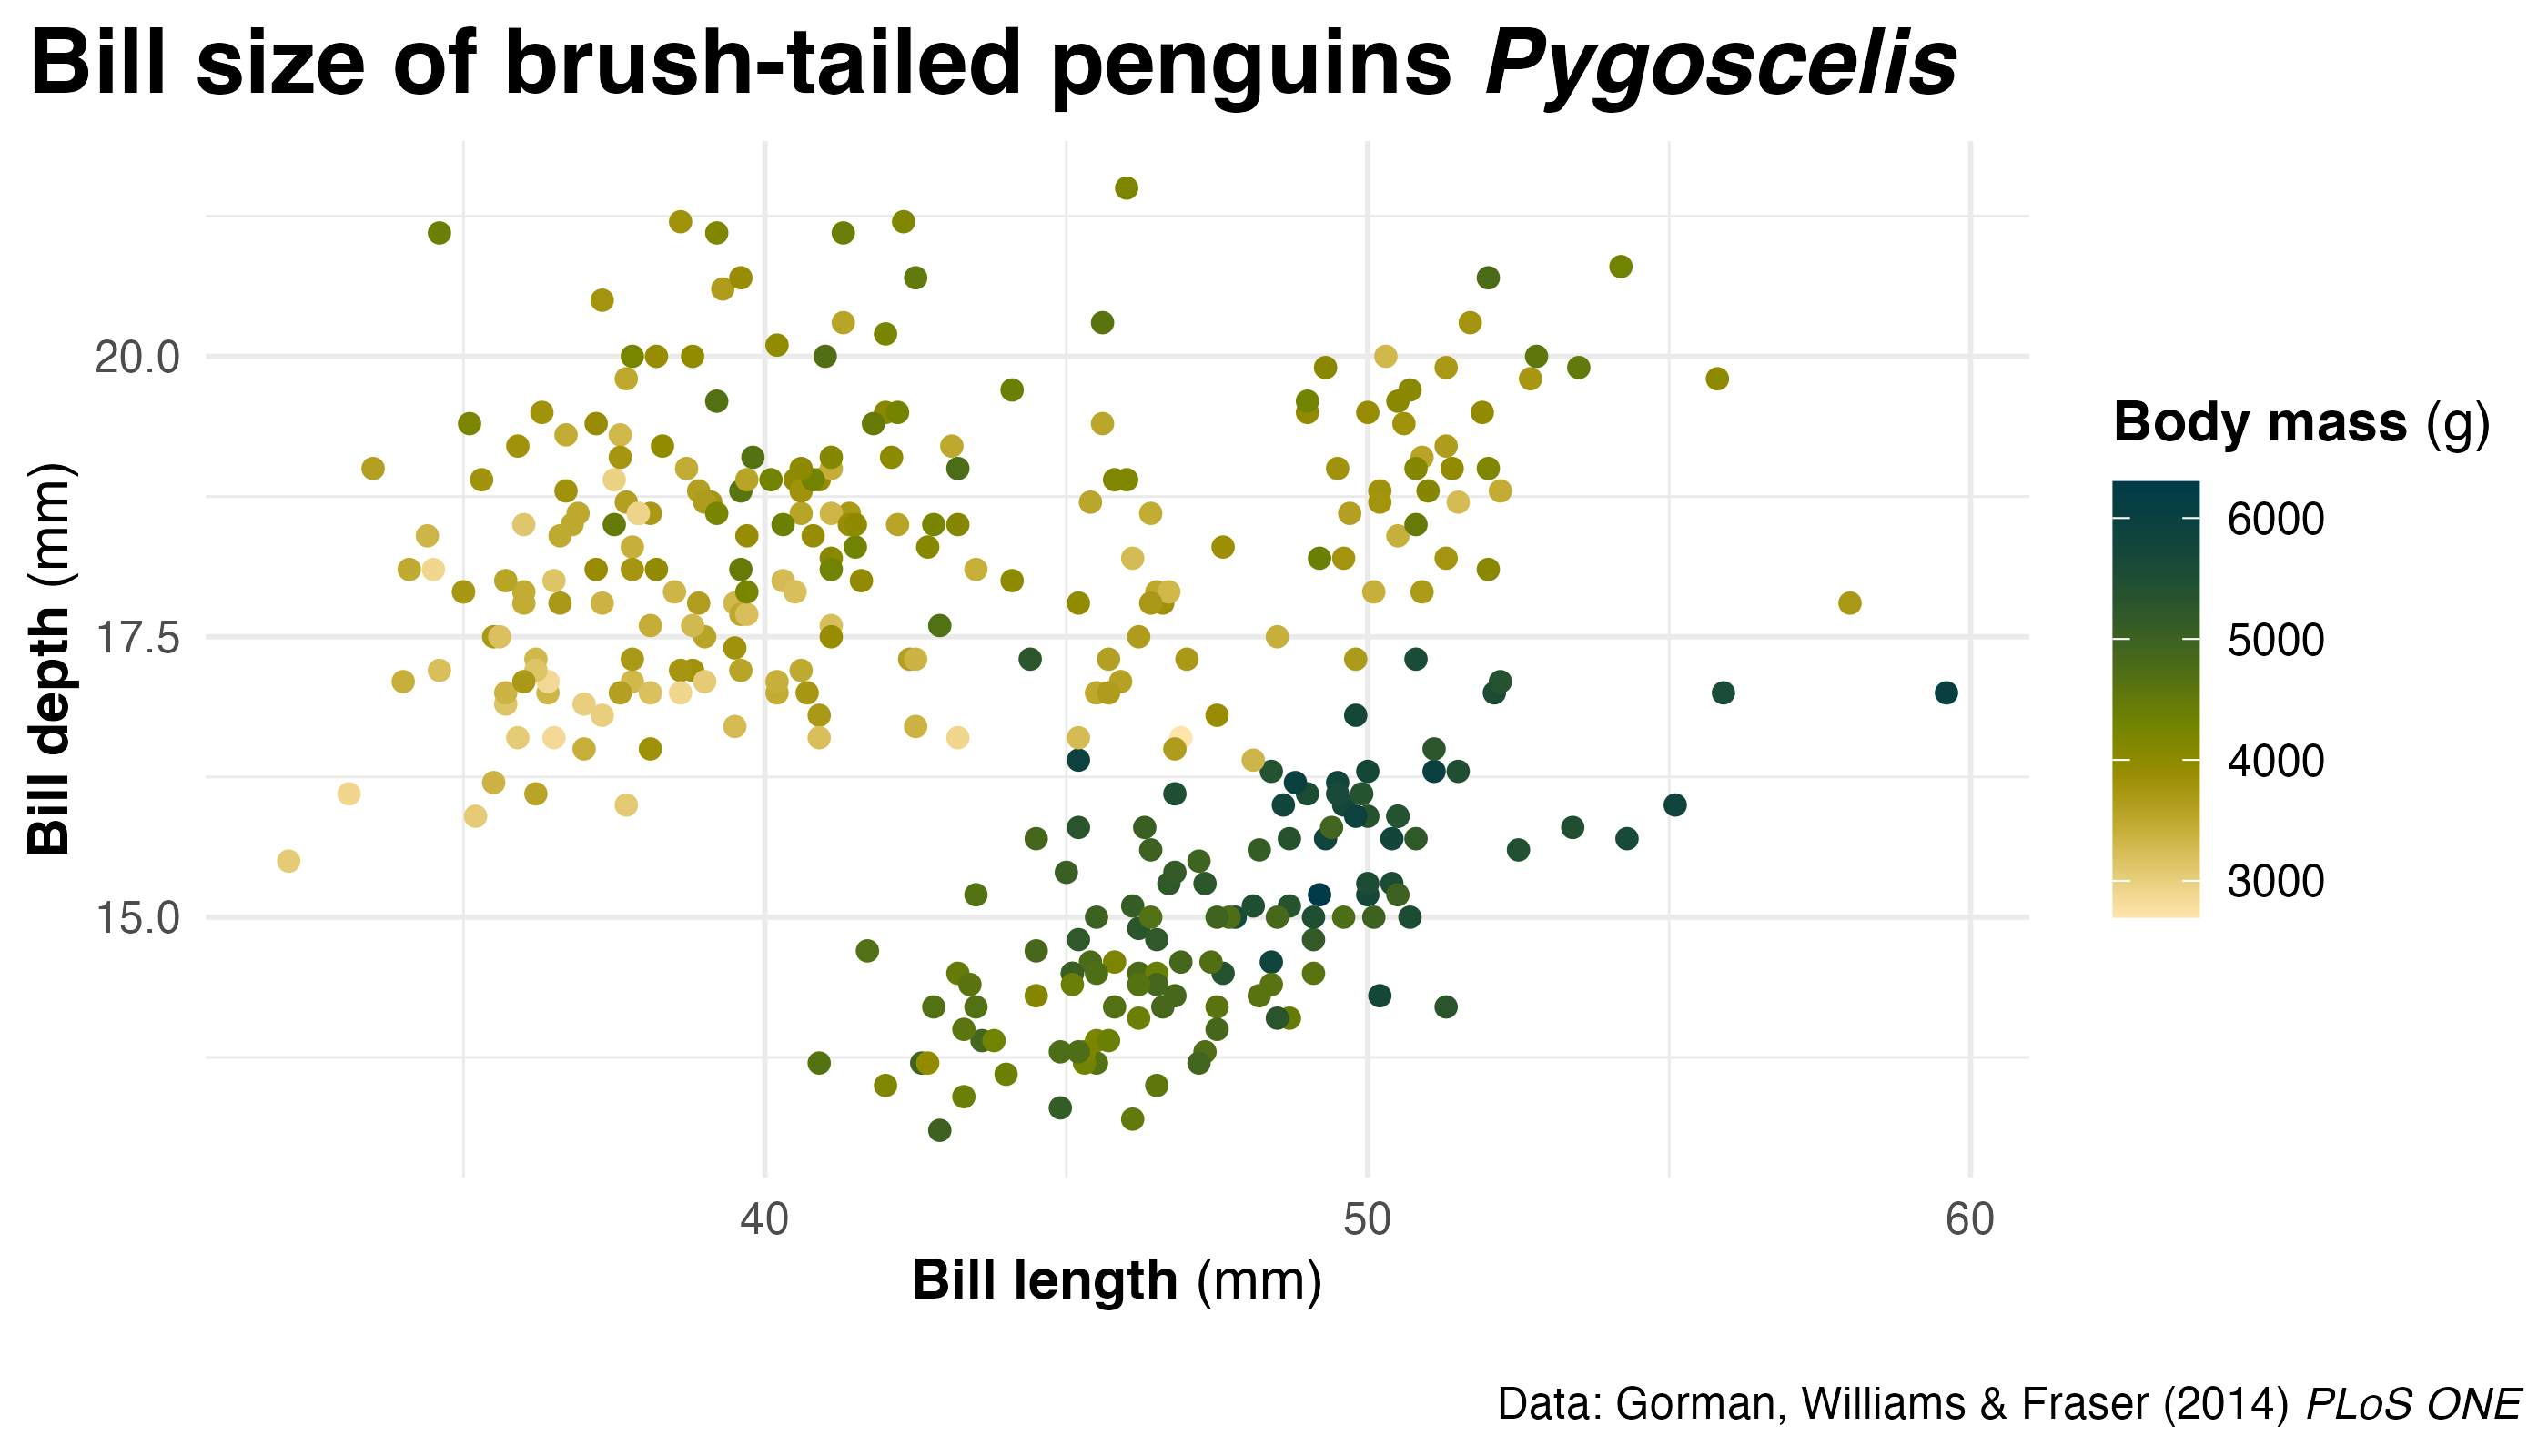 Bill size of brush-tailed penguins Pygoscelis
Bill depth (mm)
20.0
17.5
15.0
40
50
60
Bill length (mm)
Body mass (g)
6000
5000
4000
3000
Data: Gorman, Williams & Fraser (2014) PLoS ONE